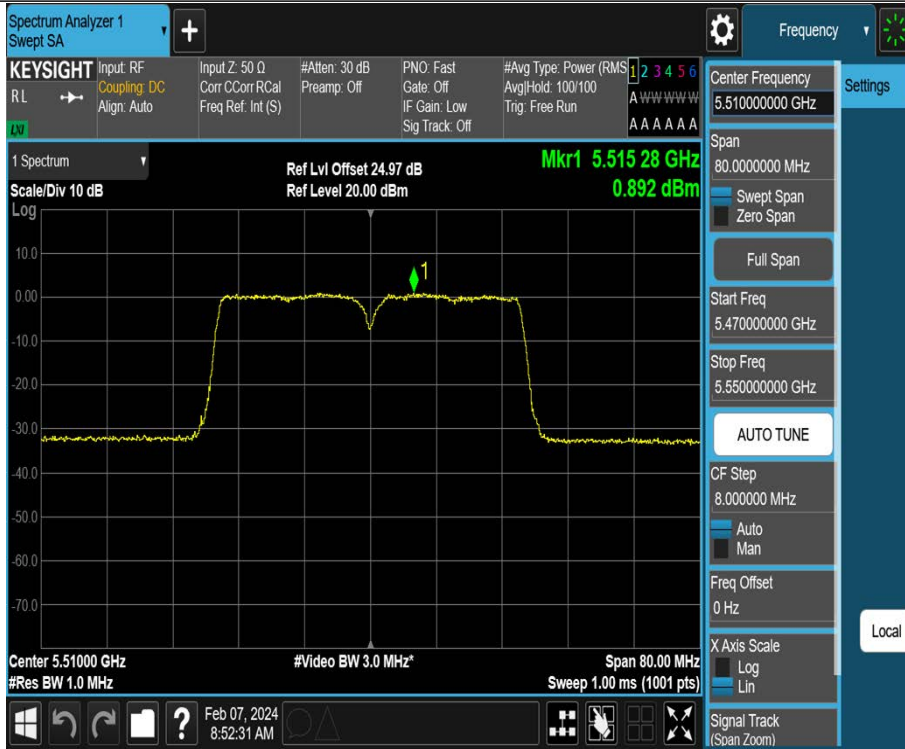 Spectrum Analyzer 1
Swept SA
+
Frequency
KEYSIGHT
R L
LXI
Input: RF
Coupling: DC
Align: Auto
Input Z: 50 Ω
Corr CCorr RCal
Freq Ref: Int (S)
#Atten: 30 dB
Preamp: Off
PNO: Fast
Gate: Off
IF Gain: Low
Sig Track: Off
#Avg Type: Power (RMS
Avg|Hold: 100/100
Trig: Free Run
1 2 3 4 5 6
A W W W W W
A A A A A A
1 Spectrum
Scale/Div 10 dB
Log
Ref Lvl Offset 24.97 dB
Ref Level 20.00 dBm
Mkr1 5.515 28 GHz
0.892 dBm
1
10.0
0.00
-10.0
-20.0
-30.0
-40.0
-50.0
-60.0
-70.0
Center 5.51000 GHz
#Res BW 1.0 MHz
#Video BW 3.0 MHz*
Span 80.00 MHz
Sweep 1.00 ms (1001 pts)
Center Frequency
5.510000000 GHz
Settings
Span
80.0000000 MHz
Swept Span
Zero Span
Full Span
Start Freq
5.470000000 GHz
Stop Freq
5.550000000 GHz
AUTO TUNE
CF Step
8.000000 MHz
Auto
Man
Freq Offset
0 Hz
X Axis Scale
Log
Lin
Local
Signal Track
(Span Zoom)
?
Feb 07, 2024
8:52:31 AM